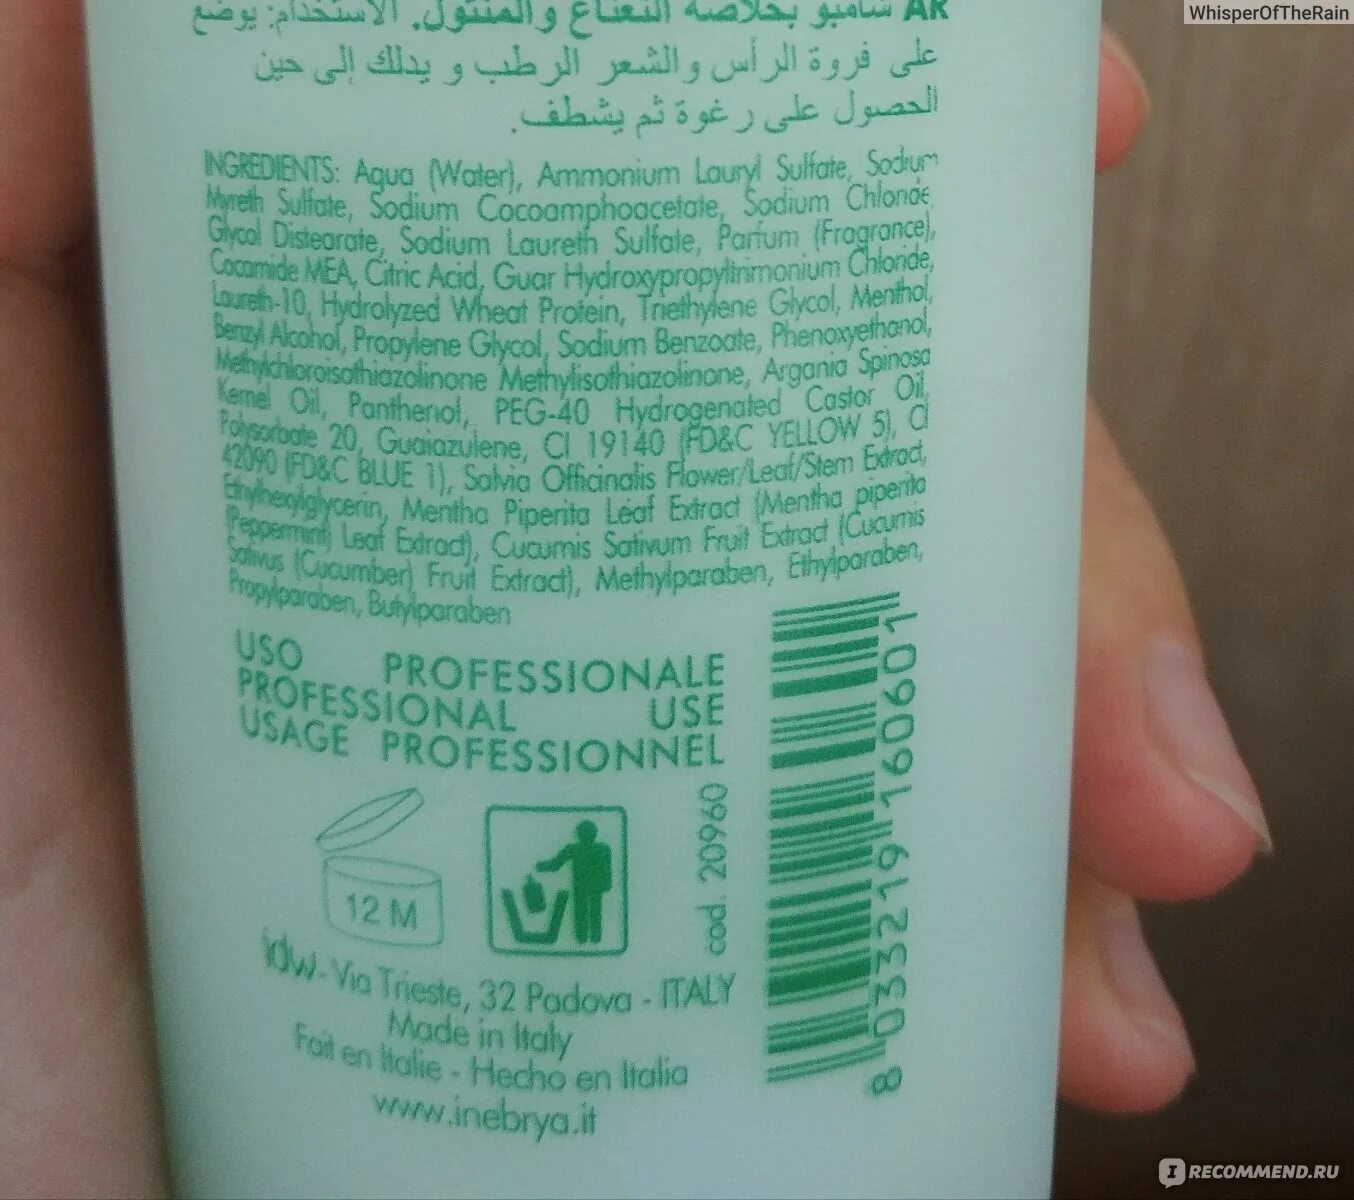 WhisperOfTheRain
AR شامبو بخلاصة النعناع والمنتول. الاستخدام: يوضع
على فروة الرأس والشعر الرطب و يدلك إلى حين
الحصول على رغوة ثم يشطف.
INGREDIENTS: Aqua (Water), Ammonium Lauryl Sulfate, Sodium
Myreth Sulfate, Sodium Cocoamphoacetate, Sodium Chloride
Glycol Distearate, Sodium Laureth Sulfate, Parfum (Fragrance),
Cocamide MEA, Citric Acid, Guar Hydroxypropyltrimonium Chloride,
Laureth-10, Hydrolyzed Wheat Protein, Triethylene Glycol, Menthol,
Benzyl Alcohol, Propylene Glycol, Sodium Benzoate, Phenoxyethanol,
Methylchloroisothiazolinone Methylisothiazolinone, Argania Spinosa
Kernel Oil, Panthenol, PEG-40 Hydrogenated Castor Oil,
Polysorbate 20, Guaiazulene, CI 19140 (FD&C YELLOW 5), CI
42090 (FD&C BLUE 1), Salvia Officinalis Flower/Leaf/Stem Extract,
Ethylhexylglycerin, Mentha Piperita Leaf Extract (Mentha piperita
(Peppermint) Leaf Extract), Cucumis Sativum Fruit Extract (Cucumis
Sativus (Cucumber) Fruit Extract), Methylparaben, Ethylparaben,
Propylparaben, Butylparaben
USO PROFESSIONALE
PROFESSIONAL USE
USAGE PROFESSIONNEL
12 M
cod. 20960
8 033219 160601
idw - Via Trieste, 32 Padova - ITALY
Made in Italy
Fait en Italie - Hecho en Italia
www.inebrya.it
IRECOMMEND.RU